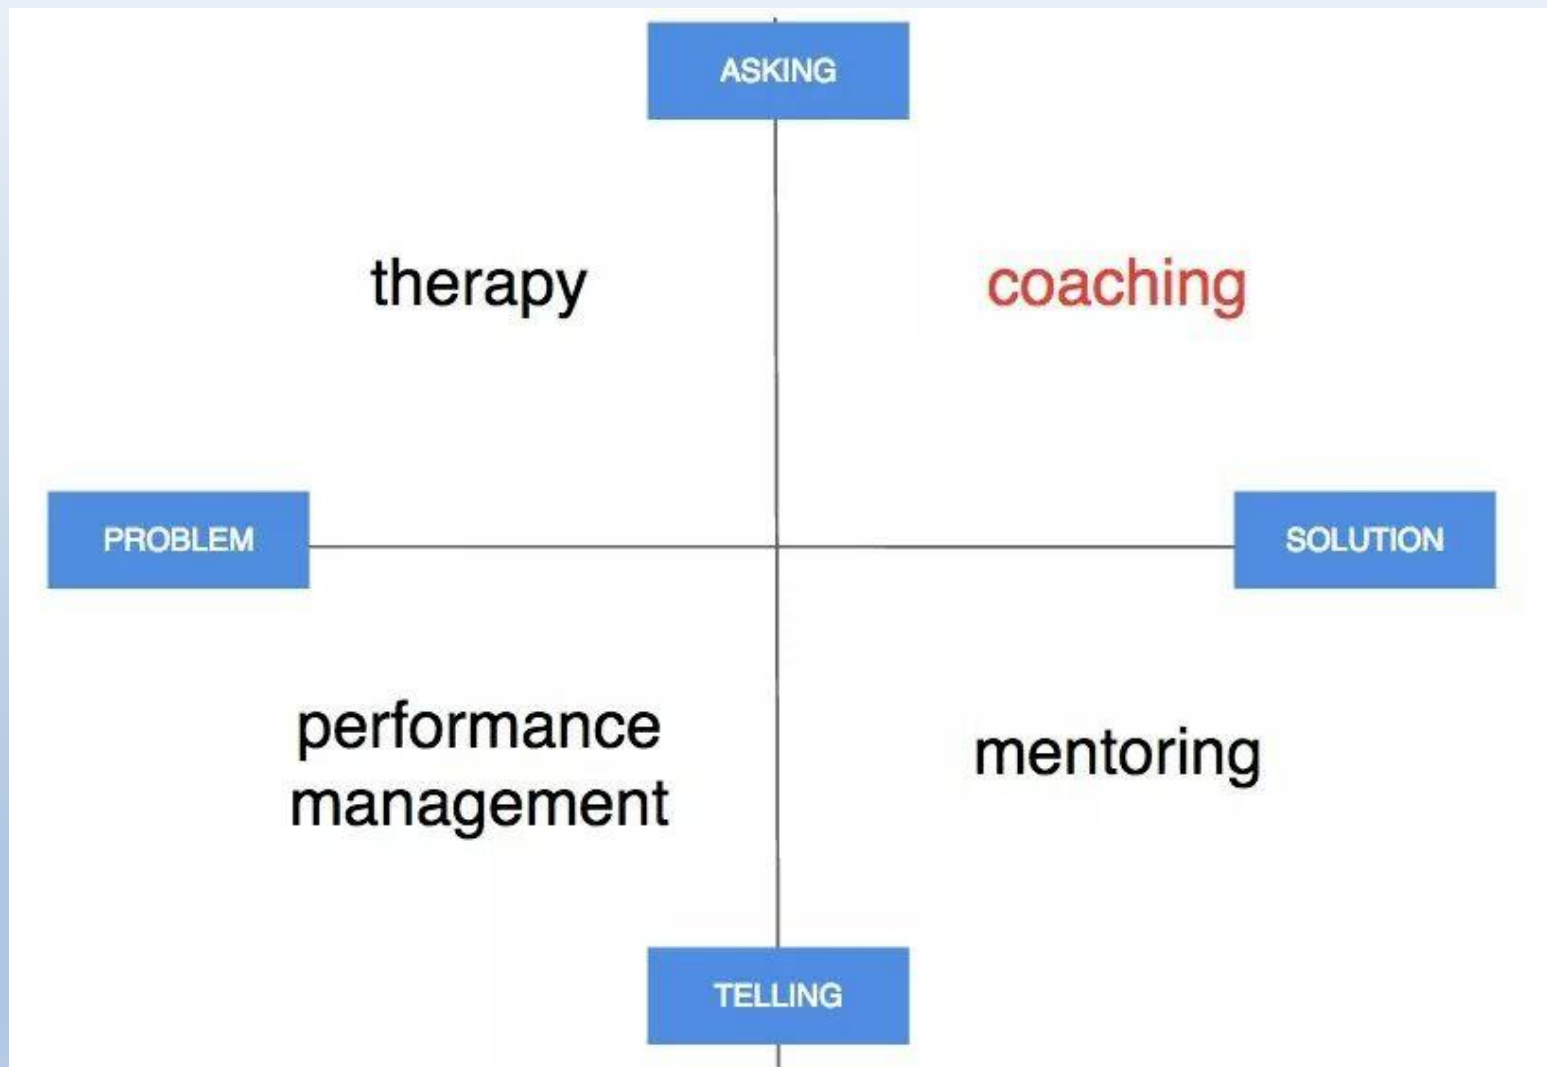 ASKING
therapy
coaching
PROBLEM
SOLUTION
performance
management
mentoring
TELLING